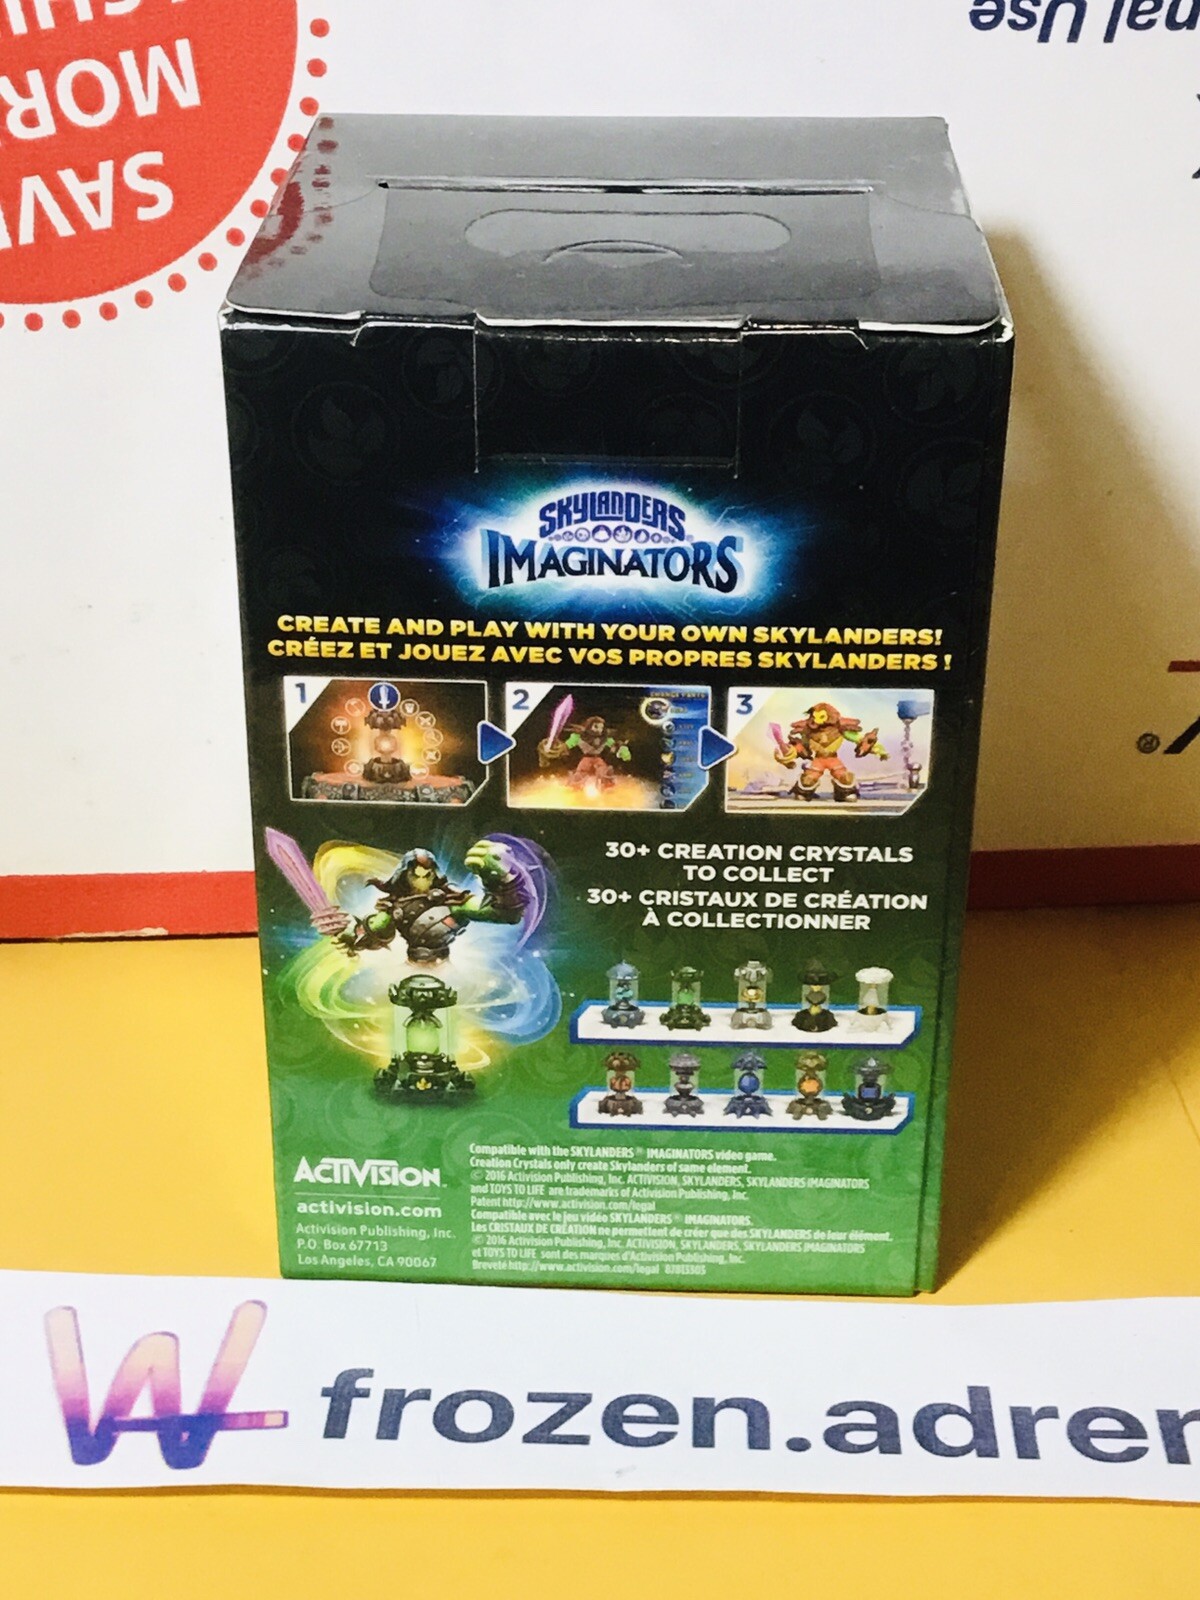 SAV
MOR
nal Use
SKYLANDERS
IMAGINATORS
CREATE AND PLAY WITH YOUR OWN SKYLANDERS!
CRÉEZ ET JOUEZ AVEC VOS PROPRES SKYLANDERS !
1
2
3
30+ CREATION CRYSTALS
TO COLLECT
30+ CRISTAUX DE CRÉATION
À COLLECTIONNER
ACTIVISION
activision.com
Activision Publishing, Inc.
P.O. Box 67713
Los Angeles, CA 90067
Compatible with the SKYLANDERS® IMAGINATORS video game.
Creation Crystals only create Skylanders of same element.
© 2016 Activision Publishing, Inc. ACTIVISION, SKYLANDERS, SKYLANDERS IMAGINATORS
and TOYS TO LIFE are trademarks of Activision Publishing, Inc.
Patent http://www.activision.com/legal
Compatible avec le jeu vidéo SKYLANDERS® IMAGINATORS.
Les CRISTAUX DE CRÉATION ne permettent de créer que des SKYLANDERS de leur élément.
© 2016 Activision Publishing, Inc. ACTIVISION, SKYLANDERS, SKYLANDERS IMAGINATORS
et TOYS TO LIFE sont des marques d'Activision Publishing, Inc.
Breveté http://www.activision.com/legal
W frozen.adren